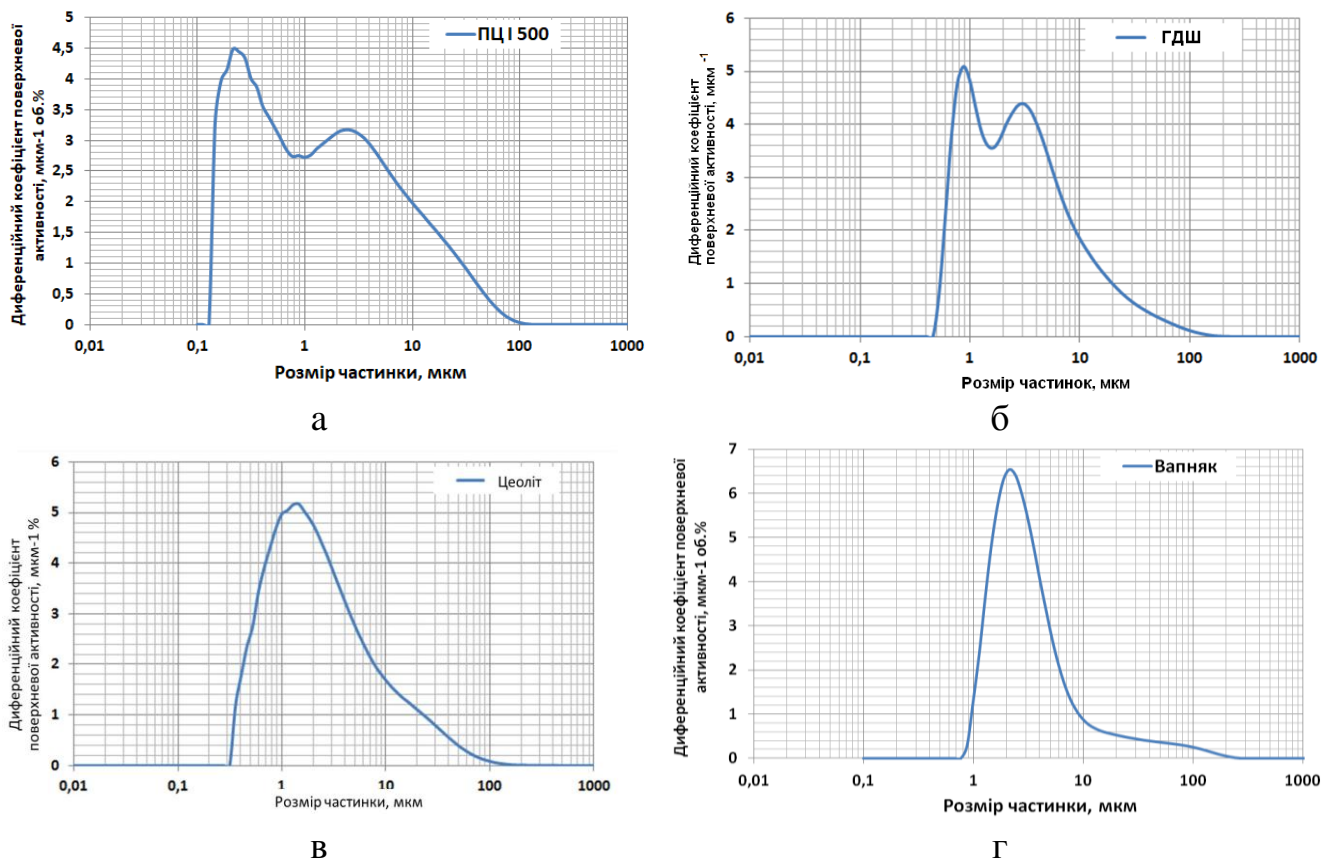 Диференційний коефіцієнт поверхневої
активності, мкм-1 об.%
5
4,5
4
3,5
3
2,5
2
1,5
1
0,5
0
ПЦ І 500
0,01 0,1 1 10 100 1000
Розмір частинки, мкм
а
Диференційний коефіцієнт
поверхневої активності, мкм -1
6
5
4
3
2
1
0
ГДШ
0,01 0,1 1 10 100 1000
Розмір частинок, мкм
б
Диференційний коефіцієнт
поверхневої активності, мкм-1 %
6
5
4
3
2
1
0
Цеоліт
0,01 0,1 1 10 100 1000
Розмір частинки, мкм
в
Диференційний коефіцієнт поверхневої
активності, мкм-1 об.%
7
6
5
4
3
2
1
0
Вапняк
0,01 0,1 1 10 100 1000
Розмір частинки, мкм
г